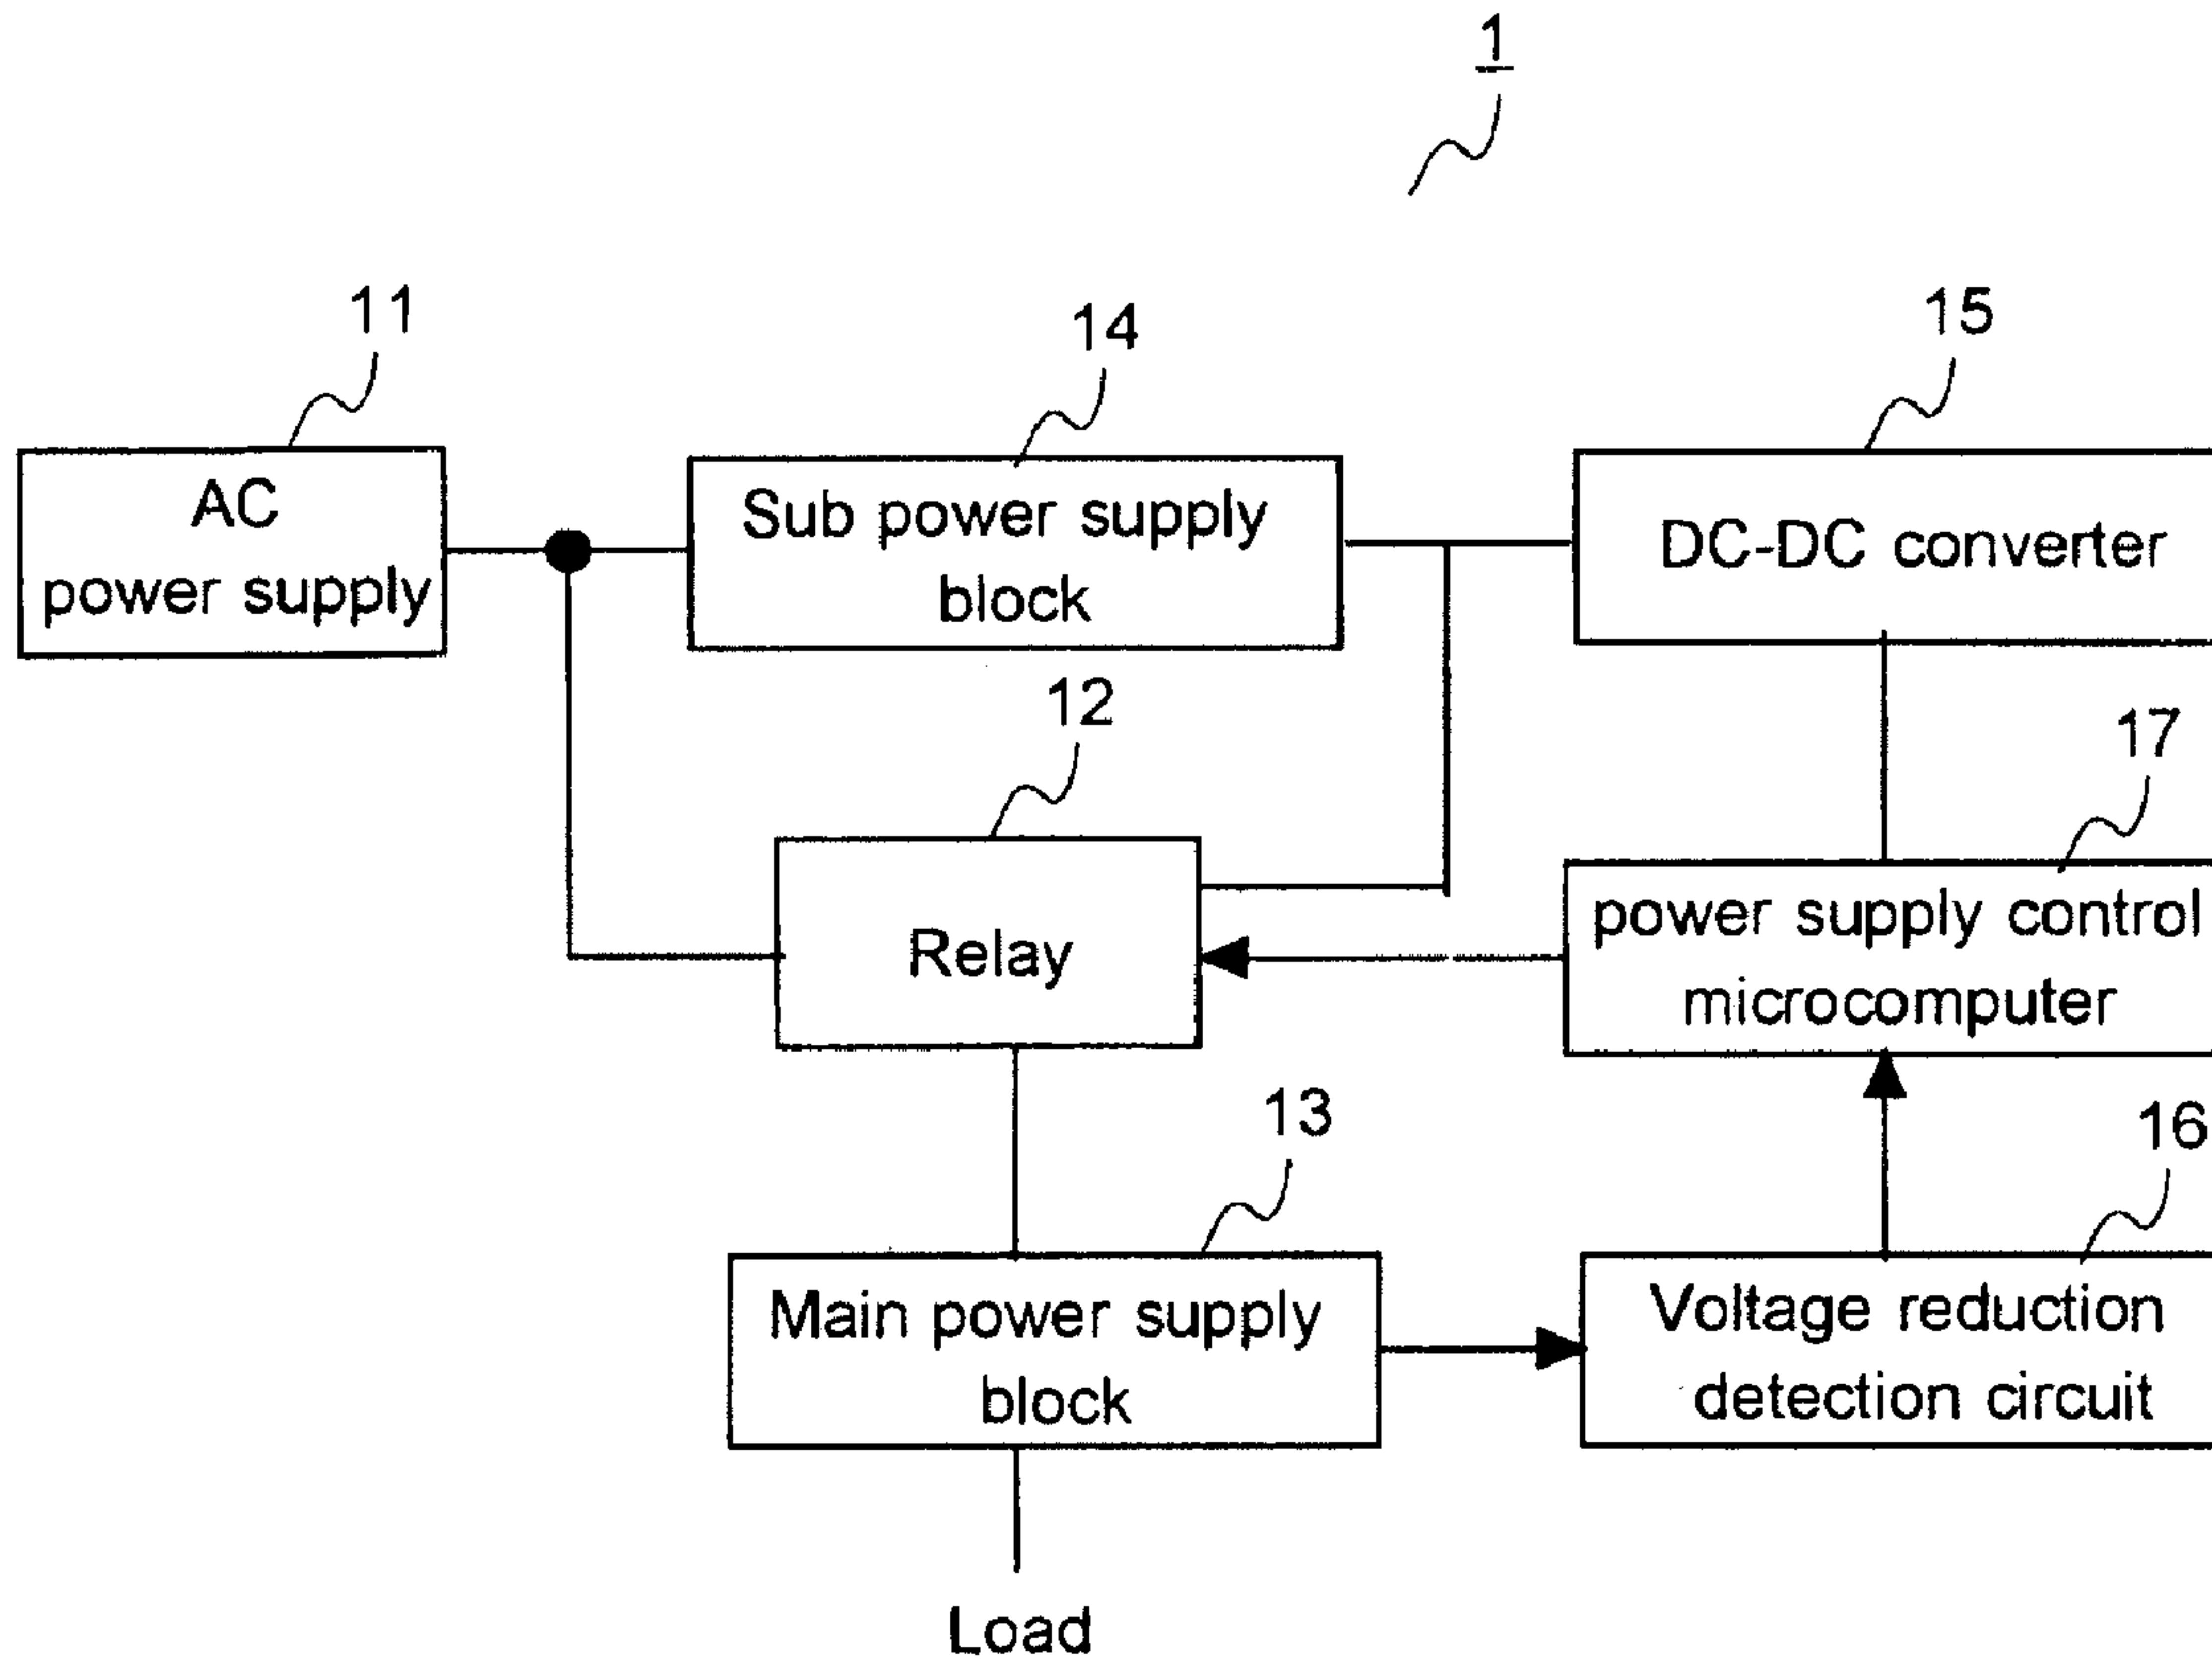 1
11
14
15
AC
power supply
Sub power supply
block
DC-DC converter
12
17
Relay
power supply control
microcomputer
13
16
Main power supply
block
Voltage reduction
detection circuit
Load